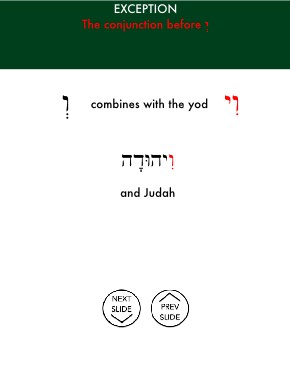 EXCEPTION
The conjunction before יְ
וְ combines with the yod וִי
וִיהוּדָה
and Judah
NEXT SLIDE
PREV SLIDE